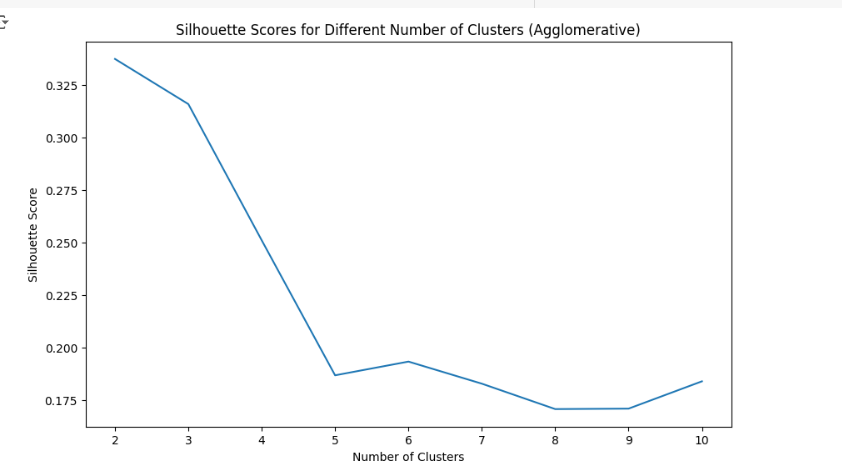 Silhouette Scores for Different Number of Clusters (Agglomerative)
0.325
0.300
0.275
0.250
0.225
0.200
0.175
Silhouette Score
2 3 4 5 6 7 8 9 10
Number of Clusters